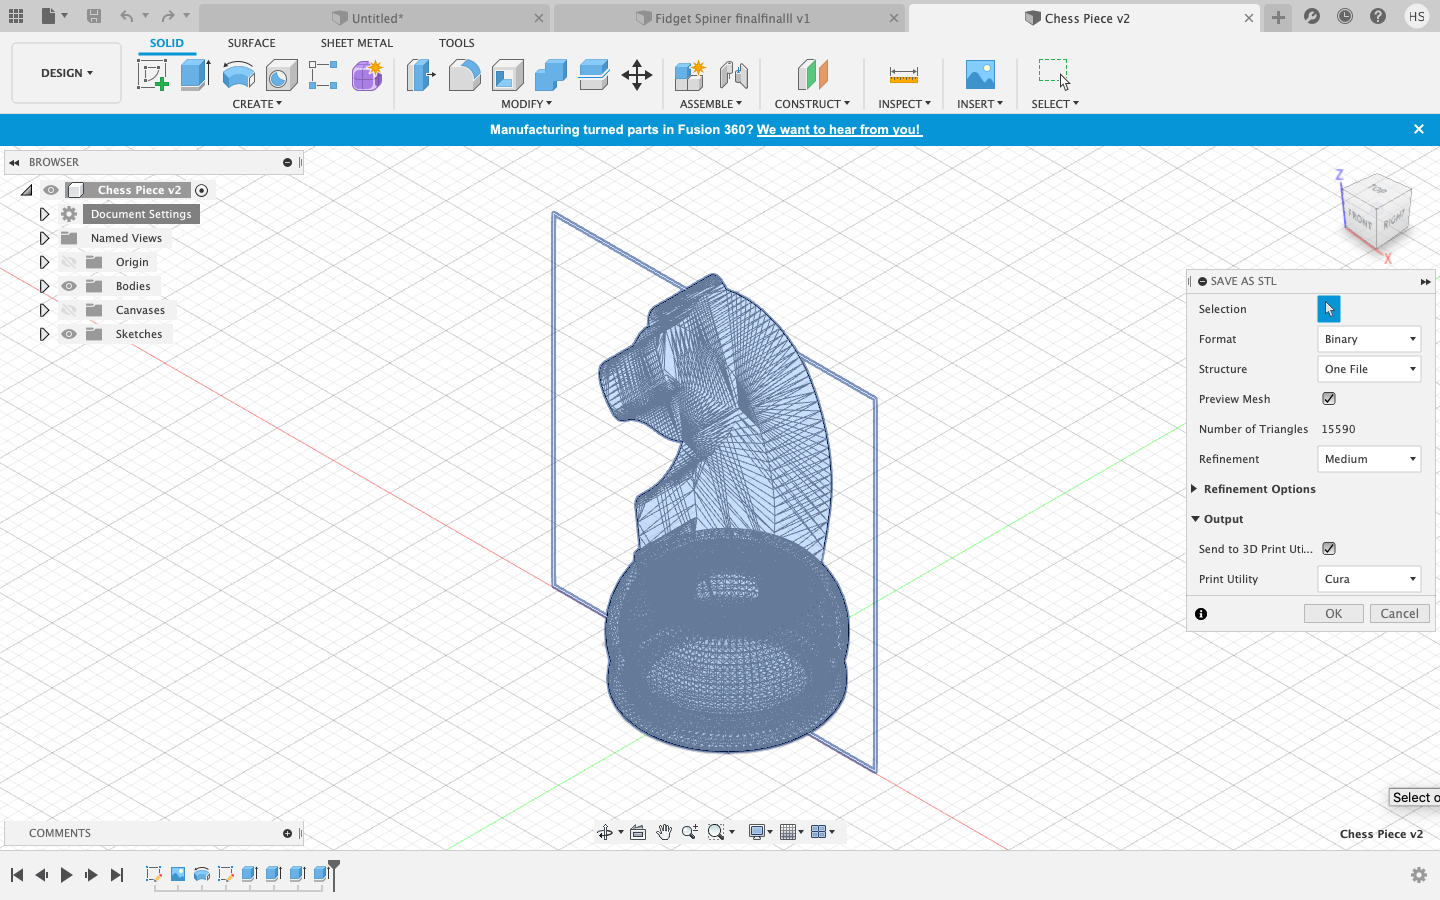 Untitled*
Fidget Spiner finalfinalll v1
Chess Piece v2
HS
SOLID
SURFACE
SHEET METAL
TOOLS
DESIGN
CREATE
MODIFY
ASSEMBLE
CONSTRUCT
INSPECT
INSERT
SELECT
Manufacturing turned parts in Fusion 360? We want to hear from you!
BROWSER
Chess Piece v2
Document Settings
Named Views
Origin
Bodies
Canvases
Sketches
Z
TOP
FRONT
RIGHT
X
SAVE AS STL
Selection
Format Binary
Structure One File
Preview Mesh
Number of Triangles 15590
Refinement Medium
Refinement Options
Output
Send to 3D Print Uti...
Print Utility Cura
OK Cancel
Select o
COMMENTS
Chess Piece v2